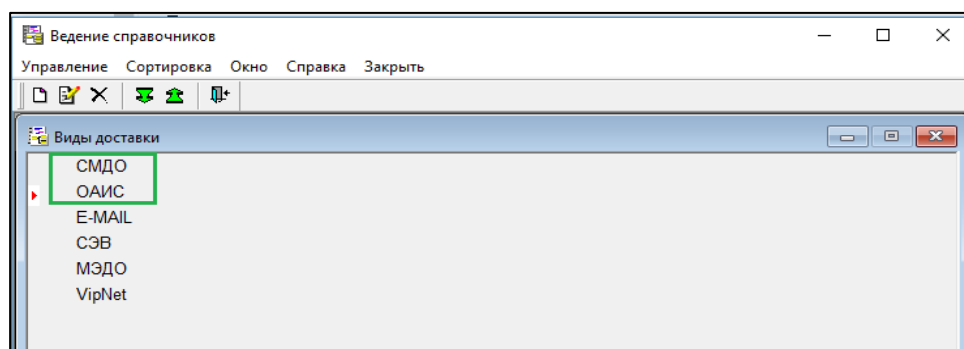 Ведение справочников
Управление Сортировка Окно Справка Закрыть
Виды доставки
СМДО
ОАИС
E-MAIL
СЭВ
МЭДО
VipNet